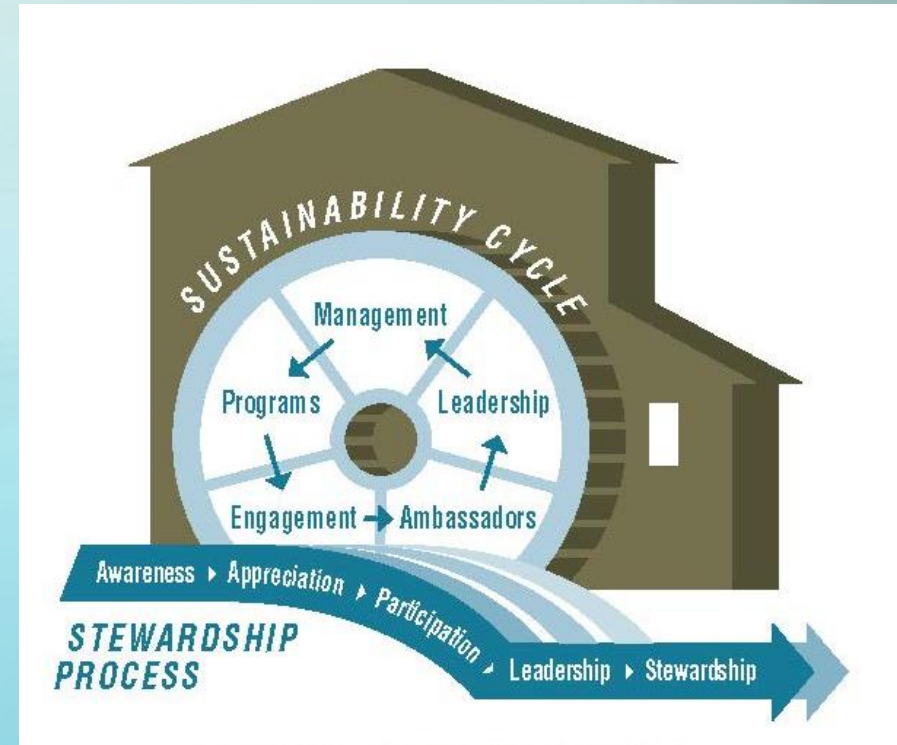 SUSTAINABILITY CYCLE
Management
Programs
Leadership
Engagement
Ambassadors
Awareness
Appreciation
Participation
Leadership
Stewardship
STEWARDSHIP
PROCESS